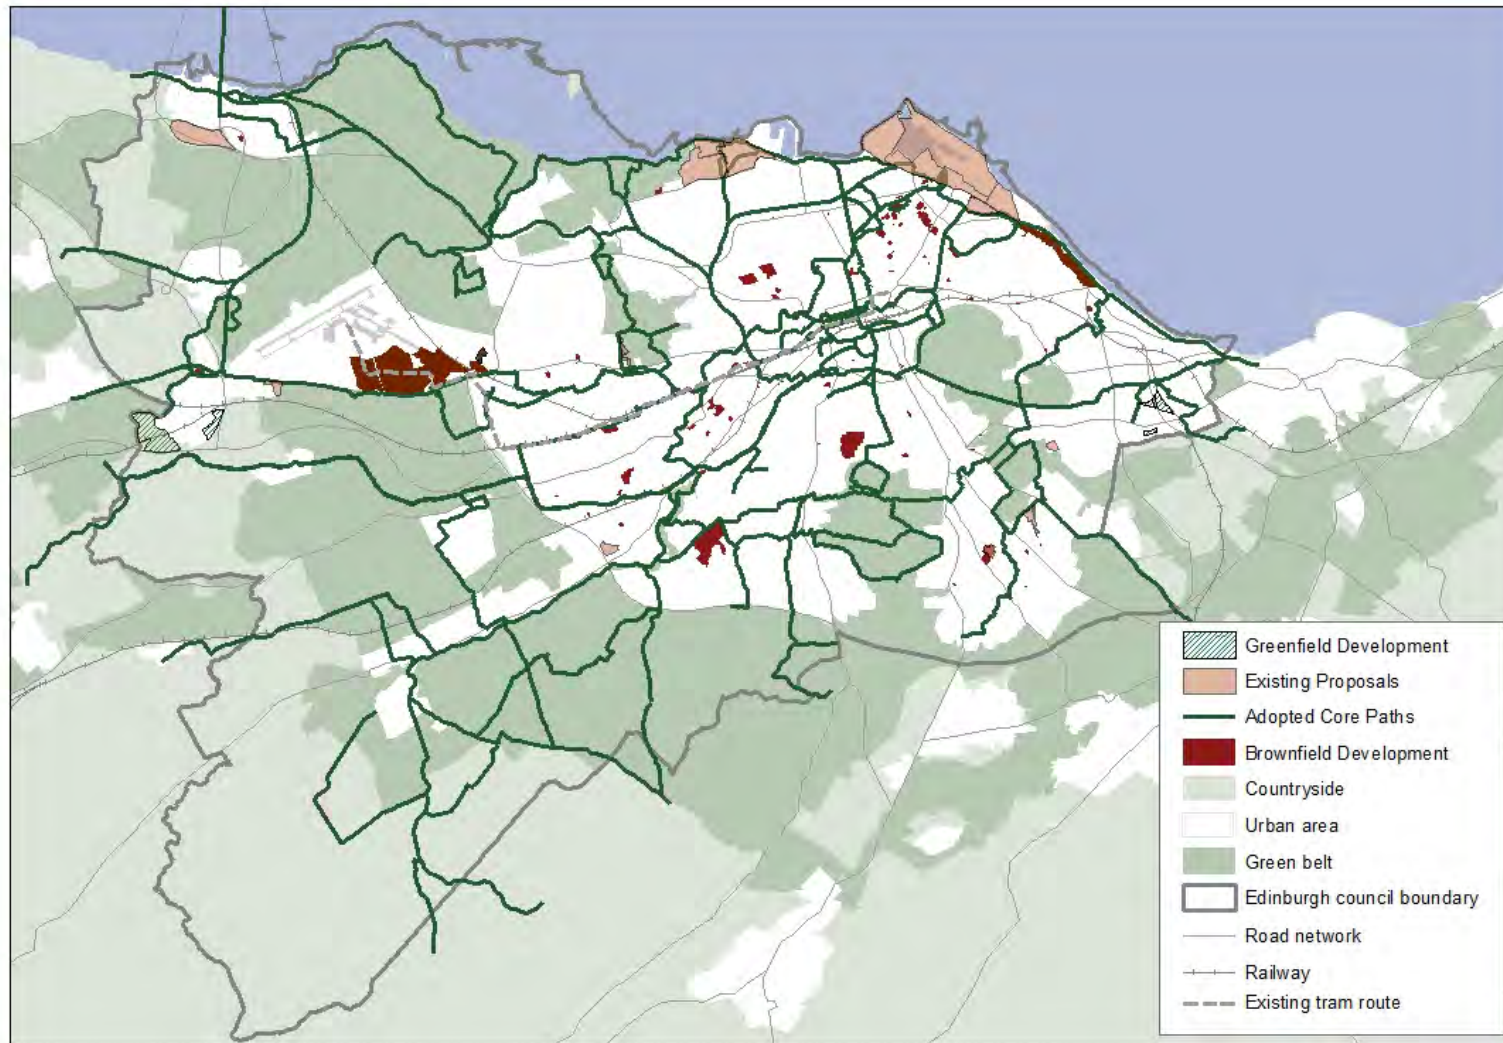 Greenfield Development
Existing Proposals
Adopted Core Paths
Brownfield Development
Countryside
Urban area
Green belt
Edinburgh council boundary
Road network
Railway
Existing tram route